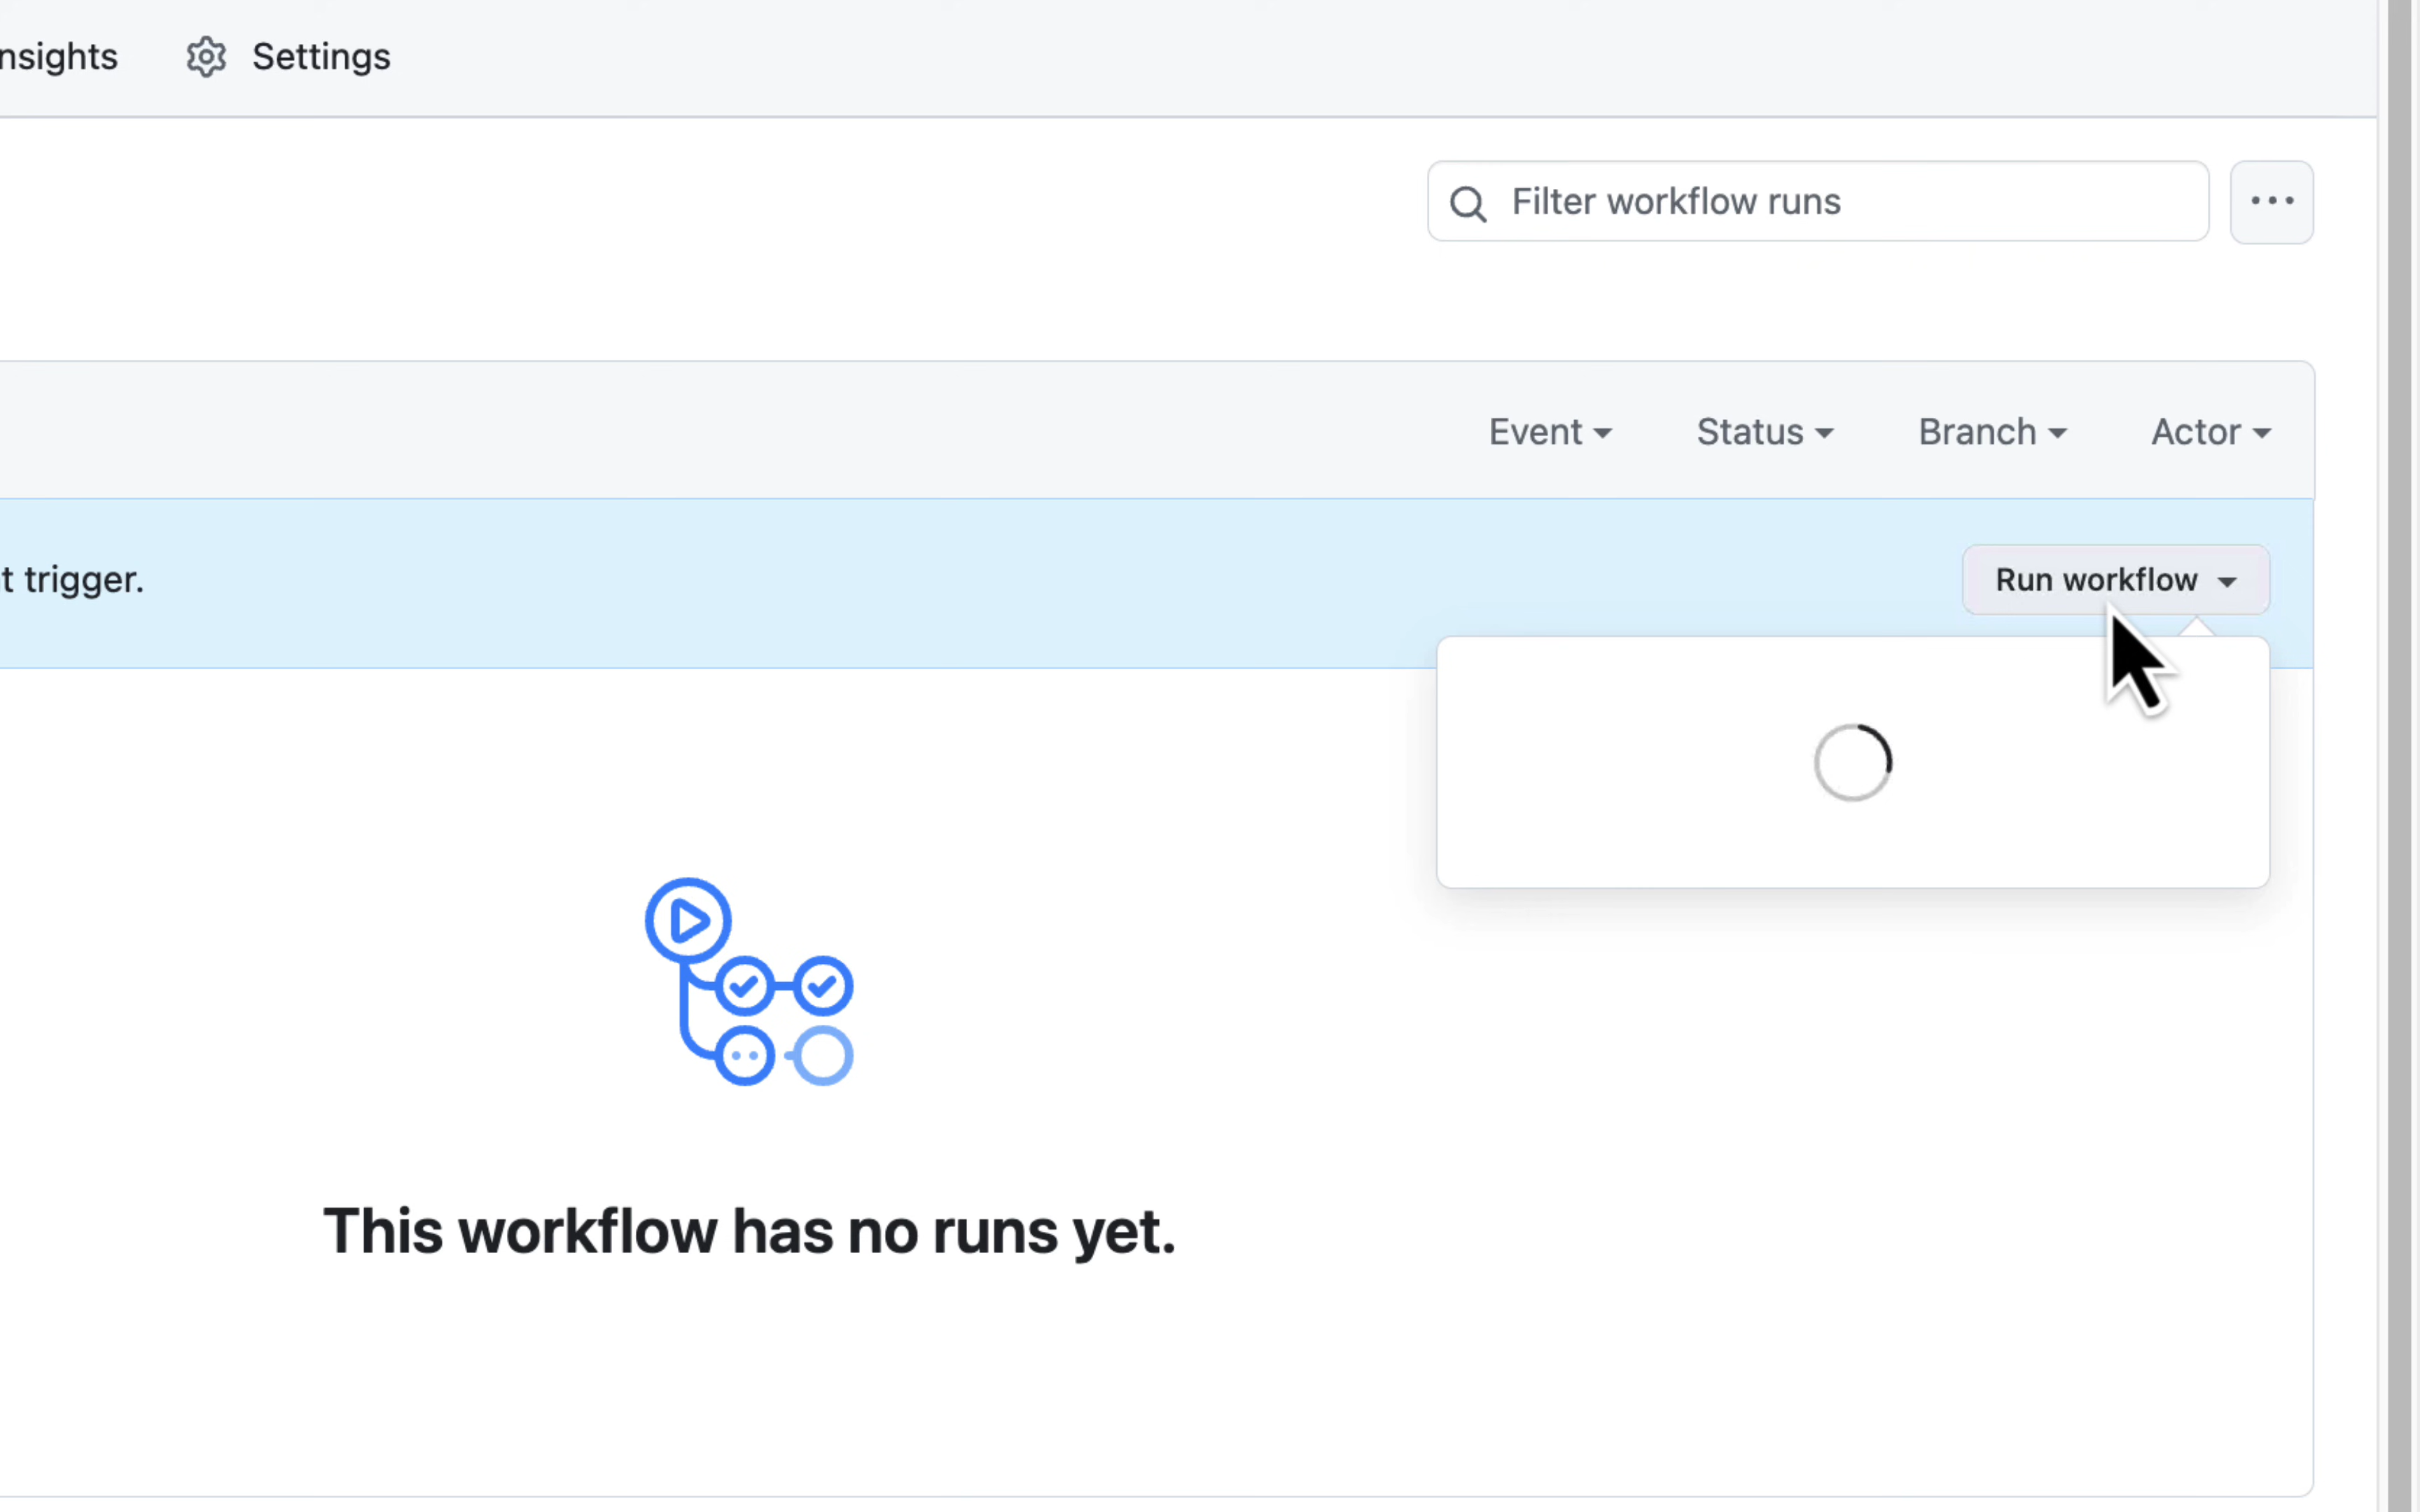 nsights Settings
Filter workflow runs
Event Status Branch Actor
t trigger. Run workflow
This workflow has no runs yet.